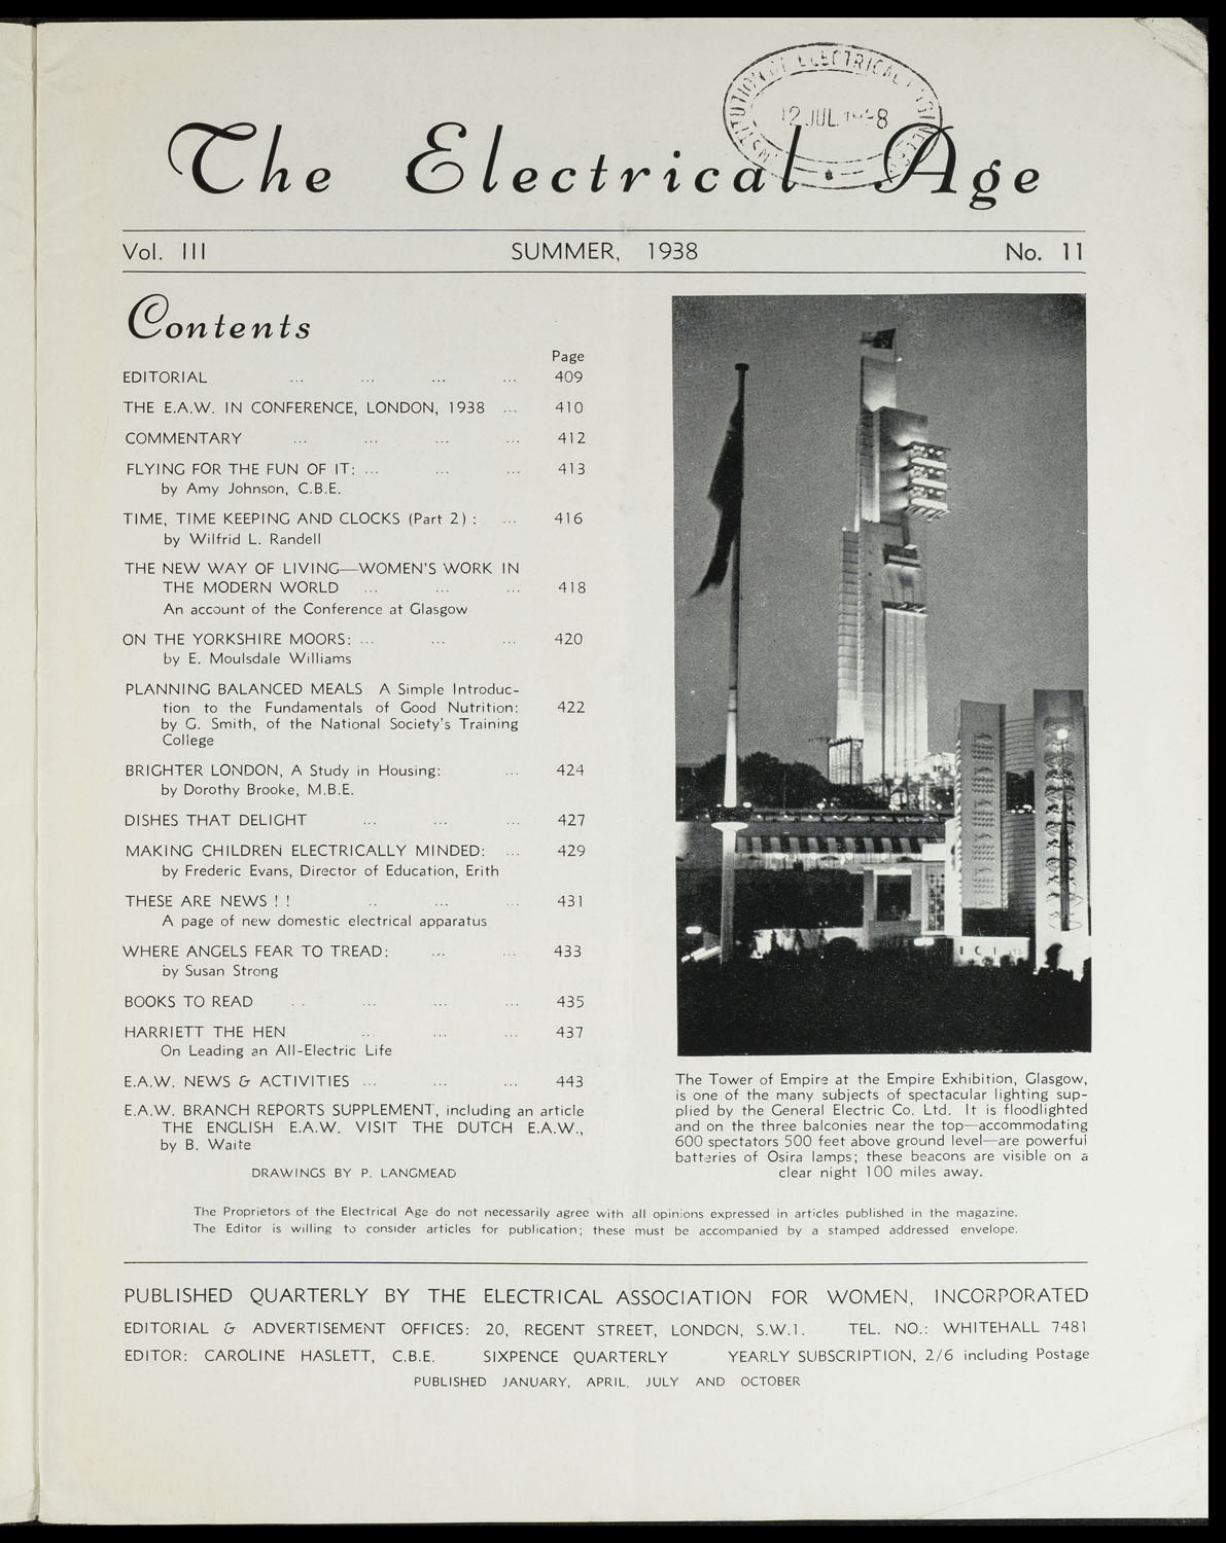 INSTITUTION OF ELECTRICAL
12 JUL.
The Electrical Age
Vol. III SUMMER, 1938 No. 11
Contents
Page
EDITORIAL ... ... ... ... 409
THE E.A.W. IN CONFERENCE, LONDON, 1938 ... 410
COMMENTARY ... ... ... ... 412
FLYING FOR THE FUN OF IT: ... ... ... 413
by Amy Johnson, C.B.E.
TIME, TIME KEEPING AND CLOCKS (Part 2) : ... 416
by Wilfrid L. Randell
THE NEW WAY OF LIVING—WOMEN'S WORK IN
THE MODERN WORLD ... ... ... 418
An account of the Conference at Glasgow
ON THE YORKSHIRE MOORS: ... ... ... 420
by E. Moulsdale Williams
PLANNING BALANCED MEALS A Simple Introduc-
tion to the Fundamentals of Good Nutrition: 422
by G. Smith, of the National Society's Training
College
BRIGHTER LONDON, A Study in Housing: ... 424
by Dorothy Brooke, M.B.E.
DISHES THAT DELIGHT ... ... ... 427
MAKING CHILDREN ELECTRICALLY MINDED: ... 429
by Frederic Evans, Director of Education, Erith
THESE ARE NEWS ! ! .. ... ... 431
A page of new domestic electrical apparatus
WHERE ANGELS FEAR TO TREAD: ... ... 433
by Susan Strong
BOOKS TO READ .. ... ... ... 435
HARRIETT THE HEN ... ... ... 437
On Leading an All-Electric Life
E.A.W. NEWS & ACTIVITIES ... ... ... 443
E.A.W. BRANCH REPORTS SUPPLEMENT, including an article
THE ENGLISH E.A.W. VISIT THE DUTCH E.A.W.,
by B. Waite
DRAWINGS BY P. LANGMEAD
The Tower of Empire at the Empire Exhibition, Glasgow,
is one of the many subjects of spectacular lighting sup-
plied by the General Electric Co. Ltd. It is floodlighted
and on the three balconies near the top—accommodating
600 spectators 500 feet above ground level—are powerful
batteries of Osira lamps; these beacons are visible on a
clear night 100 miles away.
The Proprietors of the Electrical Age do not necessarily agree with all opinions expressed in articles published in the magazine.
The Editor is willing to consider articles for publication; these must be accompanied by a stamped addressed envelope.
PUBLISHED QUARTERLY BY THE ELECTRICAL ASSOCIATION FOR WOMEN, INCORPORATED
EDITORIAL & ADVERTISEMENT OFFICES: 20, REGENT STREET, LONDON, S.W.1. TEL. NO.: WHITEHALL 7481
EDITOR: CAROLINE HASLETT, C.B.E. SIXPENCE QUARTERLY YEARLY SUBSCRIPTION, 2/6 including Postage
PUBLISHED JANUARY, APRIL, JULY AND OCTOBER